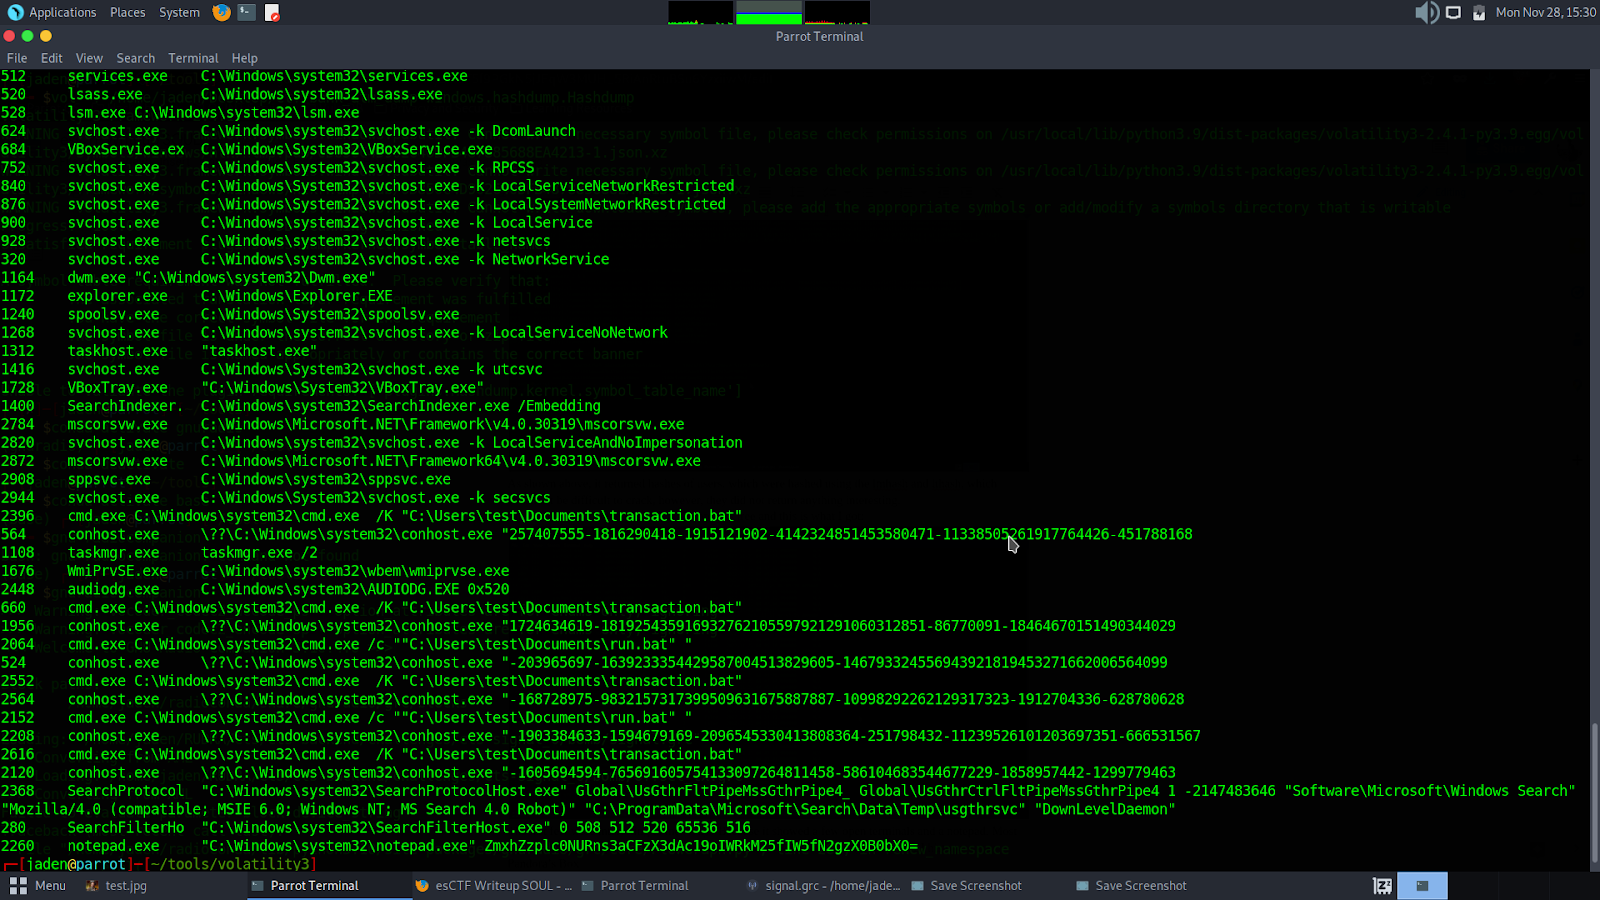 Applications Places System Mon Nov 28, 15:30
Parrot Terminal
File Edit View Search Terminal Help
512 services.exe C:\Windows\system32\services.exe
520 lsass.exe C:\Windows\system32\lsass.exe
528 lsm.exe C:\Windows\system32\lsm.exe
624 svchost.exe C:\Windows\system32\svchost.exe -k DcomLaunch
684 VBoxService.ex C:\Windows\System32\VBoxService.exe
752 svchost.exe C:\Windows\system32\svchost.exe -k RPCSS
840 svchost.exe C:\Windows\System32\svchost.exe -k LocalServiceNetworkRestricted
876 svchost.exe C:\Windows\System32\svchost.exe -k LocalSystemNetworkRestricted
900 svchost.exe C:\Windows\system32\svchost.exe -k LocalService
928 svchost.exe C:\Windows\system32\svchost.exe -k netsvcs
320 svchost.exe C:\Windows\system32\svchost.exe -k NetworkService
1164 dwm.exe "C:\Windows\system32\Dwm.exe"
1172 explorer.exe C:\Windows\Explorer.EXE
1240 spoolsv.exe C:\Windows\System32\spoolsv.exe
1268 svchost.exe C:\Windows\system32\svchost.exe -k LocalServiceNoNetwork
1312 taskhost.exe "taskhost.exe"
1416 svchost.exe C:\Windows\System32\svchost.exe -k utcsvc
1728 VBoxTray.exe "C:\Windows\System32\VBoxTray.exe"
1400 SearchIndexer. C:\Windows\system32\SearchIndexer.exe /Embedding
2784 mscorsvw.exe C:\Windows\Microsoft.NET\Framework\v4.0.30319\mscorsvw.exe
2820 svchost.exe C:\Windows\system32\svchost.exe -k LocalServiceAndNoImpersonation
2872 mscorsvw.exe C:\Windows\Microsoft.NET\Framework64\v4.0.30319\mscorsvw.exe
2908 sppsvc.exe C:\Windows\system32\sppsvc.exe
2944 svchost.exe C:\Windows\System32\svchost.exe -k secsvcs
2396 cmd.exe C:\Windows\system32\cmd.exe /K "C:\Users\test\Documents\transaction.bat"
564 conhost.exe \??\C:\Windows\system32\conhost.exe "257407555-1816290418-1915121902-4142324851453580471-11338505261917764426-451788168
1108 taskmgr.exe taskmgr.exe /2
1676 WmiPrvSE.exe C:\Windows\system32\wbem\wmiprvse.exe
2448 audiodg.exe C:\Windows\system32\AUDIODG.EXE 0x520
660 cmd.exe C:\Windows\system32\cmd.exe /K "C:\Users\test\Documents\transaction.bat"
1956 conhost.exe \??\C:\Windows\system32\conhost.exe "1724634619-18192543591693276210559792129106031​2851-86770091-18464670151490344029
2064 cmd.exe C:\Windows\system32\cmd.exe /c ""C:\Users\test\Documents\run.bat" "
524 conhost.exe \??\C:\Windows\system32\conhost.exe "-203965697-1639233354429587004513829605-1467933245569439218194532716620065​64099
2552 cmd.exe C:\Windows\system32\cmd.exe /K "C:\Users\test\Documents\transaction.bat"
2564 conhost.exe \??\C:\Windows\system32\conhost.exe "-168728975-983215731739950963167588​7887-10998292262129317323-1912704336-628780628
2152 cmd.exe C:\Windows\system32\cmd.exe /c ""C:\Users\test\Documents\run.bat" "
2208 conhost.exe \??\C:\Windows\system32\conhost.exe "-1903384633-1594679169-2096545330413808364-251798432-11239526101203697351-666531567
2616 cmd.exe C:\Windows\system32\cmd.exe /K "C:\Users\test\Documents\transaction.bat"
2120 conhost.exe \??\C:\Windows\system32\conhost.exe "-1605694594-765691605754133097264811458-586104683544677229-1858957442-1299779463
2368 SearchProtocol "C:\Windows\system32\SearchProtocolHost.exe" Global\UsGthrFltPipeMssGthrPipe4_ Global\UsGthrCtrlFltPipeMssGthrPipe4 1 -2147483646 "Software\Microsoft\Windows Search"
"Mozilla/4.0 (compatible; MSIE 6.0; Windows NT; MS Search 4.0 Robot)" "C:\ProgramData\Microsoft\Search\Data\Temp\usgthrsvc" "DownLevelDaemon"
280 SearchFilterHo "C:\Windows\system32\SearchFilterHost.exe" 0 508 512 520 65536 516
2260 notepad.exe "C:\Windows\system32\notepad.exe" ZmxhZzplc0NURns3aCFzX3dAc19oIWRkM25fIW5fN2gzX0B0bX0=
[jaden@parrot]─[~/tools/volatility3]
Menu test.jpg Parrot Terminal esCTF Writeup SOUL - ... Parrot Terminal signal.grc - /home/jade... Save Screenshot Save Screenshot